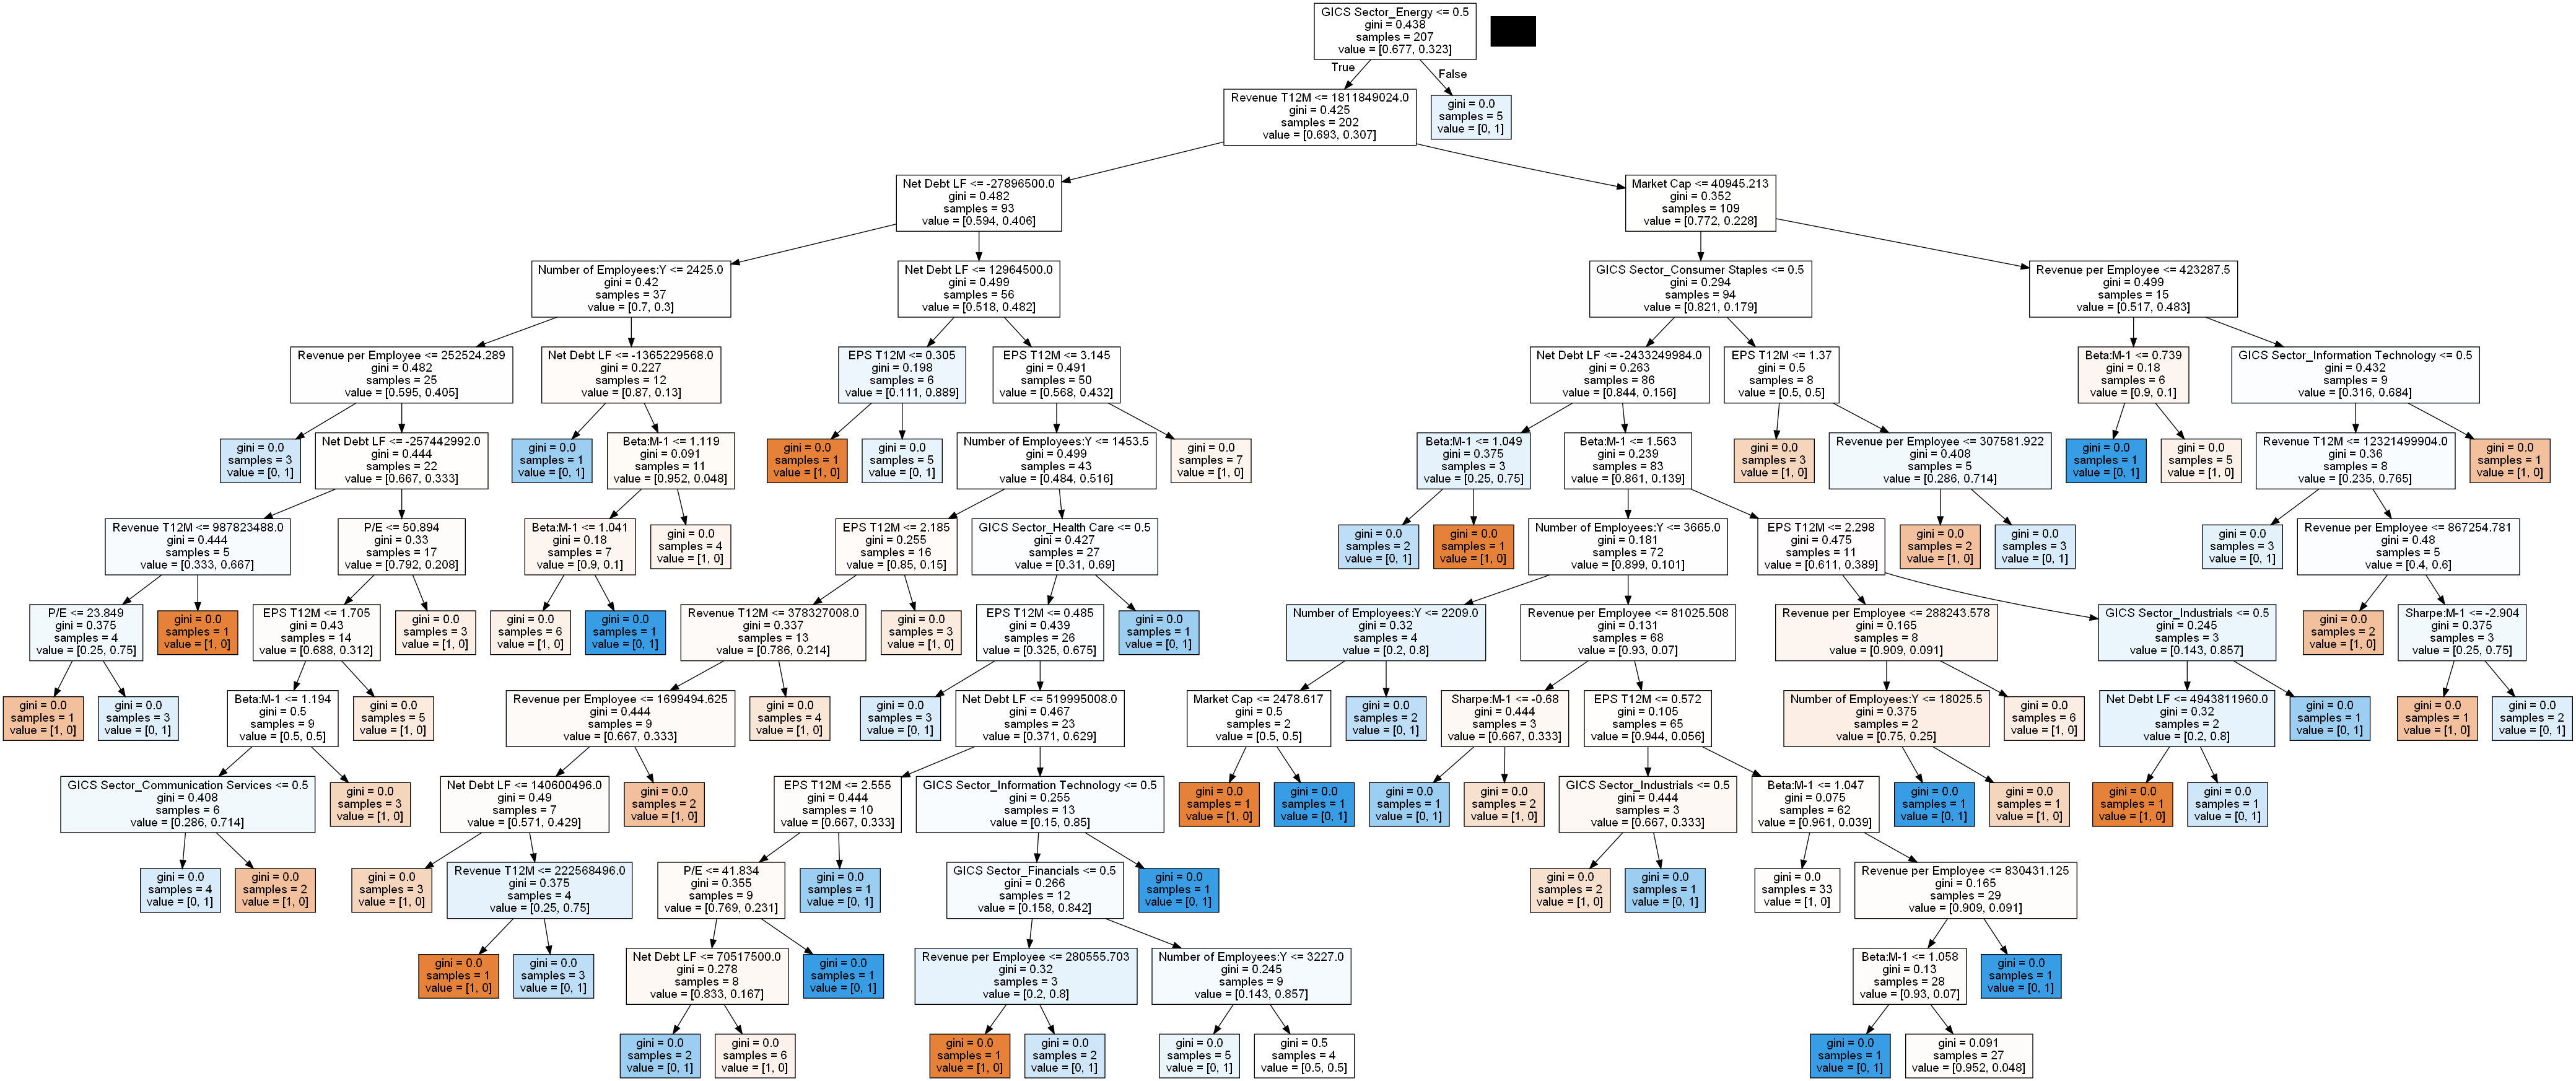 GICS Sector_Energy <= 0.5
gini = 0.438
samples = 207
value = [0.677, 0.323]
True
False
Revenue T12M <= 1811849024.0
gini = 0.425
samples = 202
value = [0.693, 0.307]
gini = 0.0
samples = 5
value = [0, 1]
Net Debt LF <= -27896500.0
gini = 0.482
samples = 93
value = [0.594, 0.406]
Market Cap <= 40945.213
gini = 0.352
samples = 109
value = [0.772, 0.228]
Number of Employees:Y <= 2425.0
gini = 0.42
samples = 37
value = [0.7, 0.3]
Net Debt LF <= 12964500.0
gini = 0.499
samples = 56
value = [0.518, 0.482]
GICS Sector_Consumer Staples <= 0.5
gini = 0.294
samples = 94
value = [0.821, 0.179]
Revenue per Employee <= 423287.5
gini = 0.499
samples = 15
value = [0.517, 0.483]
Revenue per Employee <= 252524.289
gini = 0.482
samples = 25
value = [0.595, 0.405]
Net Debt LF <= -1365229568.0
gini = 0.227
samples = 12
value = [0.87, 0.13]
EPS T12M <= 0.305
gini = 0.198
samples = 6
value = [0.111, 0.889]
EPS T12M <= 3.145
gini = 0.491
samples = 50
value = [0.568, 0.432]
Net Debt LF <= -2433249984.0
gini = 0.263
samples = 86
value = [0.844, 0.156]
EPS T12M <= 1.37
gini = 0.5
samples = 8
value = [0.5, 0.5]
Beta:M-1 <= 0.739
gini = 0.18
samples = 6
value = [0.9, 0.1]
GICS Sector_Information Technology <= 0.5
gini = 0.432
samples = 9
value = [0.316, 0.684]
gini = 0.0
samples = 3
value = [0, 1]
Net Debt LF <= -257442992.0
gini = 0.444
samples = 22
value = [0.667, 0.333]
gini = 0.0
samples = 1
value = [0, 1]
Beta:M-1 <= 1.119
gini = 0.091
samples = 11
value = [0.952, 0.048]
gini = 0.0
samples = 1
value = [1, 0]
gini = 0.0
samples = 5
value = [0, 1]
Number of Employees:Y <= 1453.5
gini = 0.499
samples = 43
value = [0.484, 0.516]
gini = 0.0
samples = 7
value = [1, 0]
Beta:M-1 <= 1.049
gini = 0.375
samples = 3
value = [0.25, 0.75]
Beta:M-1 <= 1.563
gini = 0.239
samples = 83
value = [0.861, 0.139]
gini = 0.0
samples = 3
value = [1, 0]
Revenue per Employee <= 307581.922
gini = 0.408
samples = 5
value = [0.286, 0.714]
gini = 0.0
samples = 1
value = [0, 1]
gini = 0.0
samples = 5
value = [1, 0]
Revenue T12M <= 12321499904.0
gini = 0.36
samples = 8
value = [0.235, 0.765]
gini = 0.0
samples = 1
value = [1, 0]
Revenue T12M <= 987823488.0
gini = 0.444
samples = 5
value = [0.333, 0.667]
P/E <= 50.894
gini = 0.33
samples = 17
value = [0.792, 0.208]
Beta:M-1 <= 1.041
gini = 0.18
samples = 7
value = [0.9, 0.1]
gini = 0.0
samples = 4
value = [1, 0]
EPS T12M <= 2.185
gini = 0.255
samples = 16
value = [0.85, 0.15]
GICS Sector_Health Care <= 0.5
gini = 0.427
samples = 27
value = [0.31, 0.69]
gini = 0.0
samples = 2
value = [0, 1]
gini = 0.0
samples = 1
value = [1, 0]
Number of Employees:Y <= 3665.0
gini = 0.181
samples = 72
value = [0.899, 0.101]
EPS T12M <= 2.298
gini = 0.475
samples = 11
value = [0.611, 0.389]
gini = 0.0
samples = 2
value = [1, 0]
gini = 0.0
samples = 3
value = [0, 1]
gini = 0.0
samples = 3
value = [0, 1]
Revenue per Employee <= 867254.781
gini = 0.48
samples = 5
value = [0.4, 0.6]
P/E <= 23.849
gini = 0.375
samples = 4
value = [0.25, 0.75]
gini = 0.0
samples = 1
value = [1, 0]
EPS T12M <= 1.705
gini = 0.43
samples = 14
value = [0.688, 0.312]
gini = 0.0
samples = 3
value = [1, 0]
gini = 0.0
samples = 6
value = [1, 0]
gini = 0.0
samples = 1
value = [0, 1]
Revenue T12M <= 378327008.0
gini = 0.337
samples = 13
value = [0.786, 0.214]
gini = 0.0
samples = 3
value = [1, 0]
EPS T12M <= 0.485
gini = 0.439
samples = 26
value = [0.325, 0.675]
gini = 0.0
samples = 1
value = [0, 1]
Number of Employees:Y <= 2209.0
gini = 0.32
samples = 4
value = [0.2, 0.8]
Revenue per Employee <= 81025.508
gini = 0.131
samples = 68
value = [0.93, 0.07]
Revenue per Employee <= 288243.578
gini = 0.165
samples = 8
value = [0.909, 0.091]
GICS Sector_Industrials <= 0.5
gini = 0.245
samples = 3
value = [0.143, 0.857]
gini = 0.0
samples = 2
value = [1, 0]
Sharpe:M-1 <= -2.904
gini = 0.375
samples = 3
value = [0.25, 0.75]
gini = 0.0
samples = 1
value = [1, 0]
gini = 0.0
samples = 3
value = [0, 1]
Beta:M-1 <= 1.194
gini = 0.5
samples = 9
value = [0.5, 0.5]
gini = 0.0
samples = 5
value = [1, 0]
Revenue per Employee <= 1699494.625
gini = 0.444
samples = 9
value = [0.667, 0.333]
gini = 0.0
samples = 4
value = [1, 0]
gini = 0.0
samples = 3
value = [0, 1]
Net Debt LF <= 519995008.0
gini = 0.467
samples = 23
value = [0.371, 0.629]
Market Cap <= 2478.617
gini = 0.5
samples = 2
value = [0.5, 0.5]
gini = 0.0
samples = 2
value = [0, 1]
Sharpe:M-1 <= -0.68
gini = 0.444
samples = 3
value = [0.667, 0.333]
EPS T12M <= 0.572
gini = 0.105
samples = 65
value = [0.944, 0.056]
Number of Employees:Y <= 18025.5
gini = 0.375
samples = 2
value = [0.75, 0.25]
gini = 0.0
samples = 6
value = [1, 0]
Net Debt LF <= 4943811960.0
gini = 0.32
samples = 2
value = [0.2, 0.8]
gini = 0.0
samples = 1
value = [0, 1]
gini = 0.0
samples = 1
value = [1, 0]
gini = 0.0
samples = 2
value = [0, 1]
GICS Sector_Communication Services <= 0.5
gini = 0.408
samples = 6
value = [0.286, 0.714]
gini = 0.0
samples = 3
value = [1, 0]
Net Debt LF <= 140600496.0
gini = 0.49
samples = 7
value = [0.571, 0.429]
gini = 0.0
samples = 2
value = [1, 0]
EPS T12M <= 2.555
gini = 0.444
samples = 10
value = [0.667, 0.333]
GICS Sector_Information Technology <= 0.5
gini = 0.255
samples = 13
value = [0.15, 0.85]
gini = 0.0
samples = 1
value = [1, 0]
gini = 0.0
samples = 1
value = [0, 1]
gini = 0.0
samples = 1
value = [0, 1]
gini = 0.0
samples = 2
value = [1, 0]
GICS Sector_Industrials <= 0.5
gini = 0.444
samples = 3
value = [0.667, 0.333]
Beta:M-1 <= 1.047
gini = 0.075
samples = 62
value = [0.961, 0.039]
gini = 0.0
samples = 1
value = [0, 1]
gini = 0.0
samples = 1
value = [1, 0]
gini = 0.0
samples = 1
value = [1, 0]
gini = 0.0
samples = 1
value = [0, 1]
gini = 0.0
samples = 4
value = [0, 1]
gini = 0.0
samples = 2
value = [1, 0]
gini = 0.0
samples = 3
value = [1, 0]
Revenue T12M <= 222568496.0
gini = 0.375
samples = 4
value = [0.25, 0.75]
P/E <= 41.834
gini = 0.355
samples = 9
value = [0.769, 0.231]
gini = 0.0
samples = 1
value = [0, 1]
GICS Sector_Financials <= 0.5
gini = 0.266
samples = 12
value = [0.158, 0.842]
gini = 0.0
samples = 1
value = [0, 1]
gini = 0.0
samples = 2
value = [1, 0]
gini = 0.0
samples = 1
value = [0, 1]
gini = 0.0
samples = 33
value = [1, 0]
Revenue per Employee <= 830431.125
gini = 0.165
samples = 29
value = [0.909, 0.091]
gini = 0.0
samples = 1
value = [1, 0]
gini = 0.0
samples = 3
value = [0, 1]
Net Debt LF <= 70517500.0
gini = 0.278
samples = 8
value = [0.833, 0.167]
gini = 0.0
samples = 1
value = [0, 1]
Revenue per Employee <= 280555.703
gini = 0.32
samples = 3
value = [0.2, 0.8]
Number of Employees:Y <= 3227.0
gini = 0.245
samples = 9
value = [0.143, 0.857]
Beta:M-1 <= 1.058
gini = 0.13
samples = 28
value = [0.93, 0.07]
gini = 0.0
samples = 1
value = [0, 1]
gini = 0.0
samples = 2
value = [0, 1]
gini = 0.0
samples = 6
value = [1, 0]
gini = 0.0
samples = 1
value = [1, 0]
gini = 0.0
samples = 2
value = [0, 1]
gini = 0.0
samples = 5
value = [0, 1]
gini = 0.5
samples = 4
value = [0.5, 0.5]
gini = 0.0
samples = 1
value = [0, 1]
gini = 0.091
samples = 27
value = [0.952, 0.048]